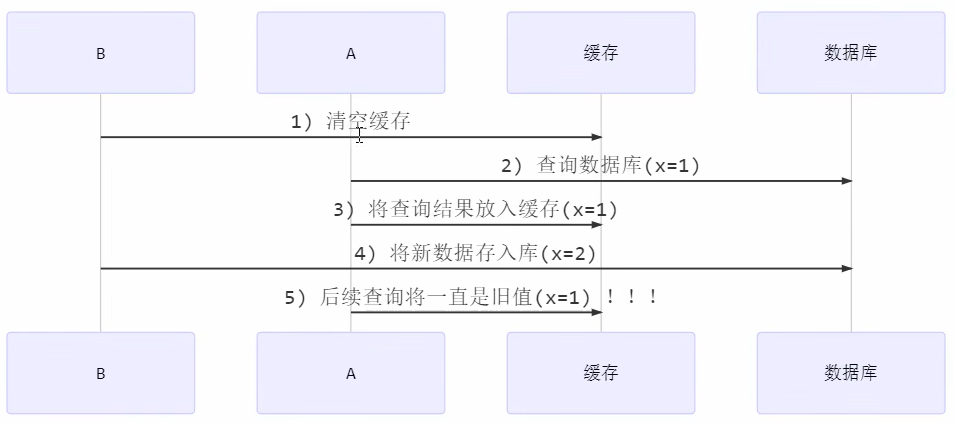 B
A
缓存
数据库
1) 清空缓存
2) 查询数据库(x=1)
3) 将查询结果放入缓存(x=1)
4) 将新数据存入库(x=2)
5) 后续查询将一直是旧值(x=1) ！！！
B
A
缓存
数据库